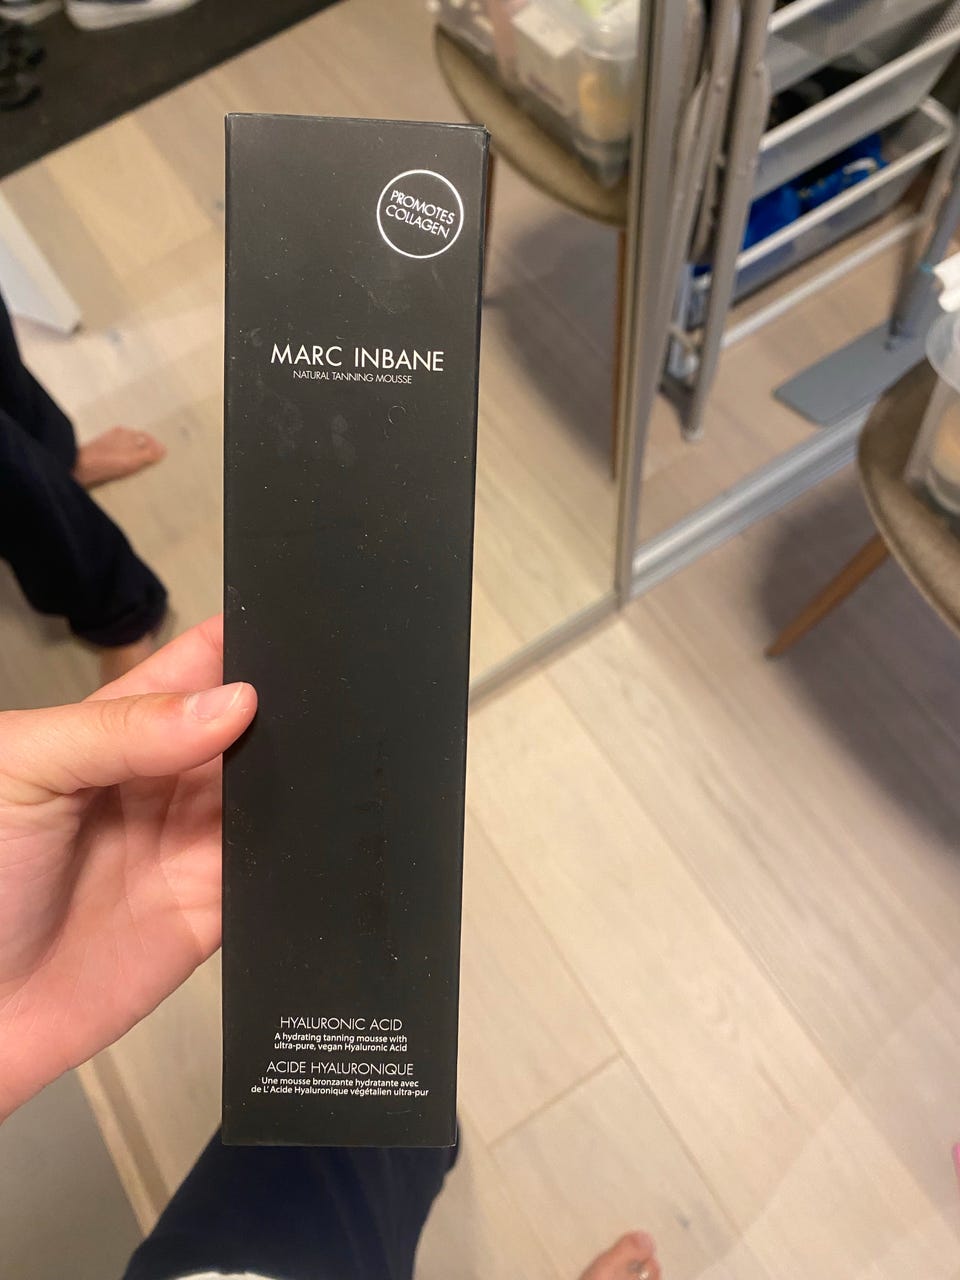 PROMOTES
COLLAGEN
MARC INBANE
NATURAL TANNING MOUSSE
HYALURONIC ACID
A hydrating tanning mousse with
ultra-pure, vegan Hyaluronic Acid
ACIDE HYALURONIQUE
Une mousse bronzante hydratante avec
de L'Acide Hyaluronique végétalien ultra-pur